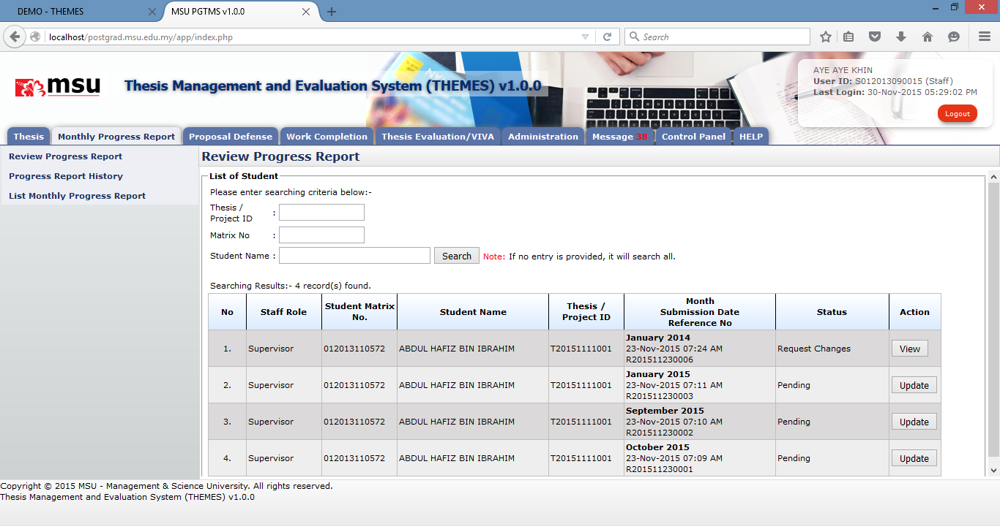 DEMO - THEMES
MSU PGTMS v1.0.0
localhost/postgrad.msu.edu.my/app/index.php
Search
msu
Thesis Management and Evaluation System (THEMES) v1.0.0
AYE AYE KHIN
User ID: S012013090015 (Staff)
Last Login: 30-Nov-2015 05:29:02 PM
Logout
Thesis
Monthly Progress Report
Proposal Defense
Work Completion
Thesis Evaluation/VIVA
Administration
Message 38
Control Panel
HELP
Review Progress Report
Progress Report History
List Monthly Progress Report
Review Progress Report
List of Student
Please enter searching criteria below:-
Thesis /
Project ID :
Matrix No :
Student Name :
Search
Note: If no entry is provided, it will search all.
Searching Results:- 4 record(s) found.
No
Staff Role
Student Matrix
No.
Student Name
Thesis /
Project ID
Month
Submission Date
Reference No
Status
Action
1.
Supervisor
012013110572
ABDUL HAFIZ BIN IBRAHIM
T20151111001
January 2014
23-Nov-2015 07:24 AM
R201511230006
Request Changes
View
2.
Supervisor
012013110572
ABDUL HAFIZ BIN IBRAHIM
T20151111001
January 2015
23-Nov-2015 07:11 AM
R201511230003
Pending
Update
3.
Supervisor
012013110572
ABDUL HAFIZ BIN IBRAHIM
T20151111001
September 2015
23-Nov-2015 07:10 AM
R201511230002
Pending
Update
4.
Supervisor
012013110572
ABDUL HAFIZ BIN IBRAHIM
T20151111001
October 2015
23-Nov-2015 07:09 AM
R201511230001
Pending
Update
Copyright © 2015 MSU - Management & Science University. All rights reserved.
Thesis Management and Evaluation System (THEMES) v1.0.0